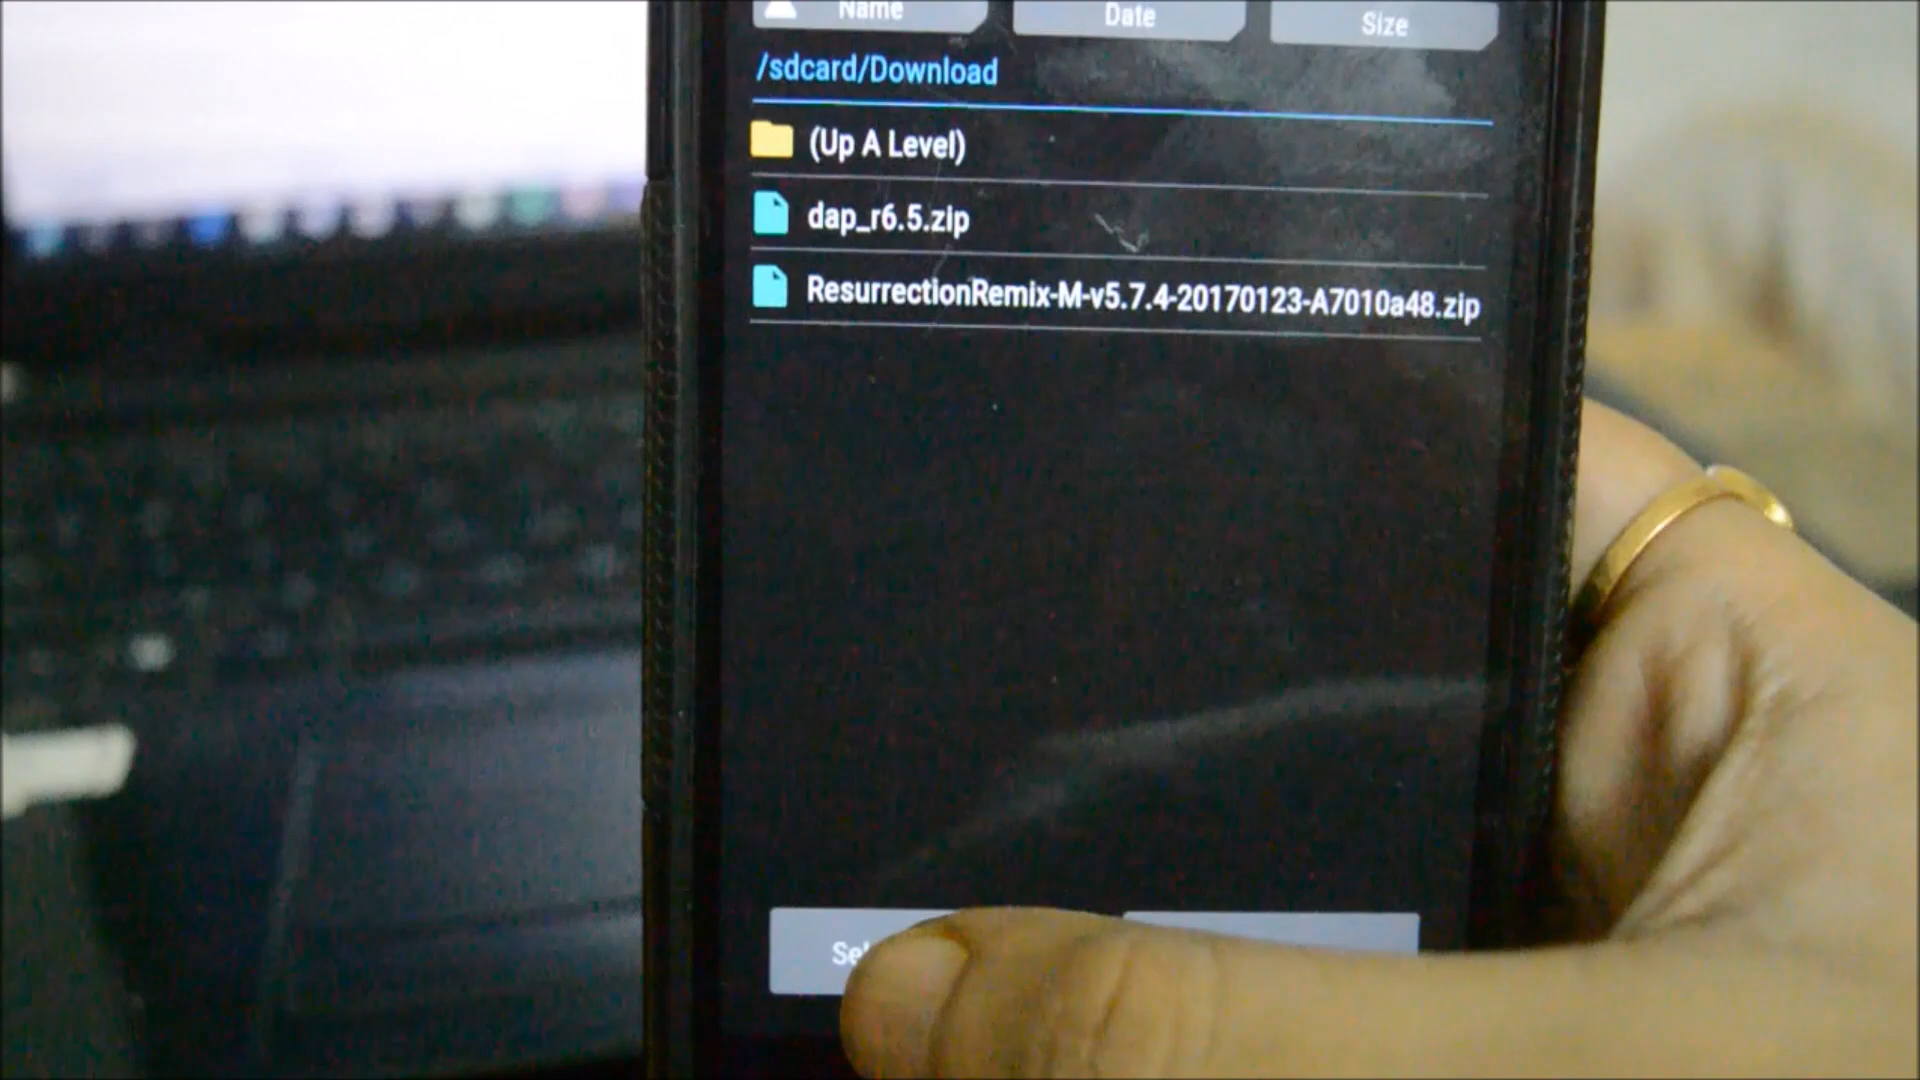 Name
Date
Size
/sdcard/Download
(Up A Level)
dap_r6.5.zip
ResurrectionRemix-M-v5.7.4-20170123-A7010a48.zip